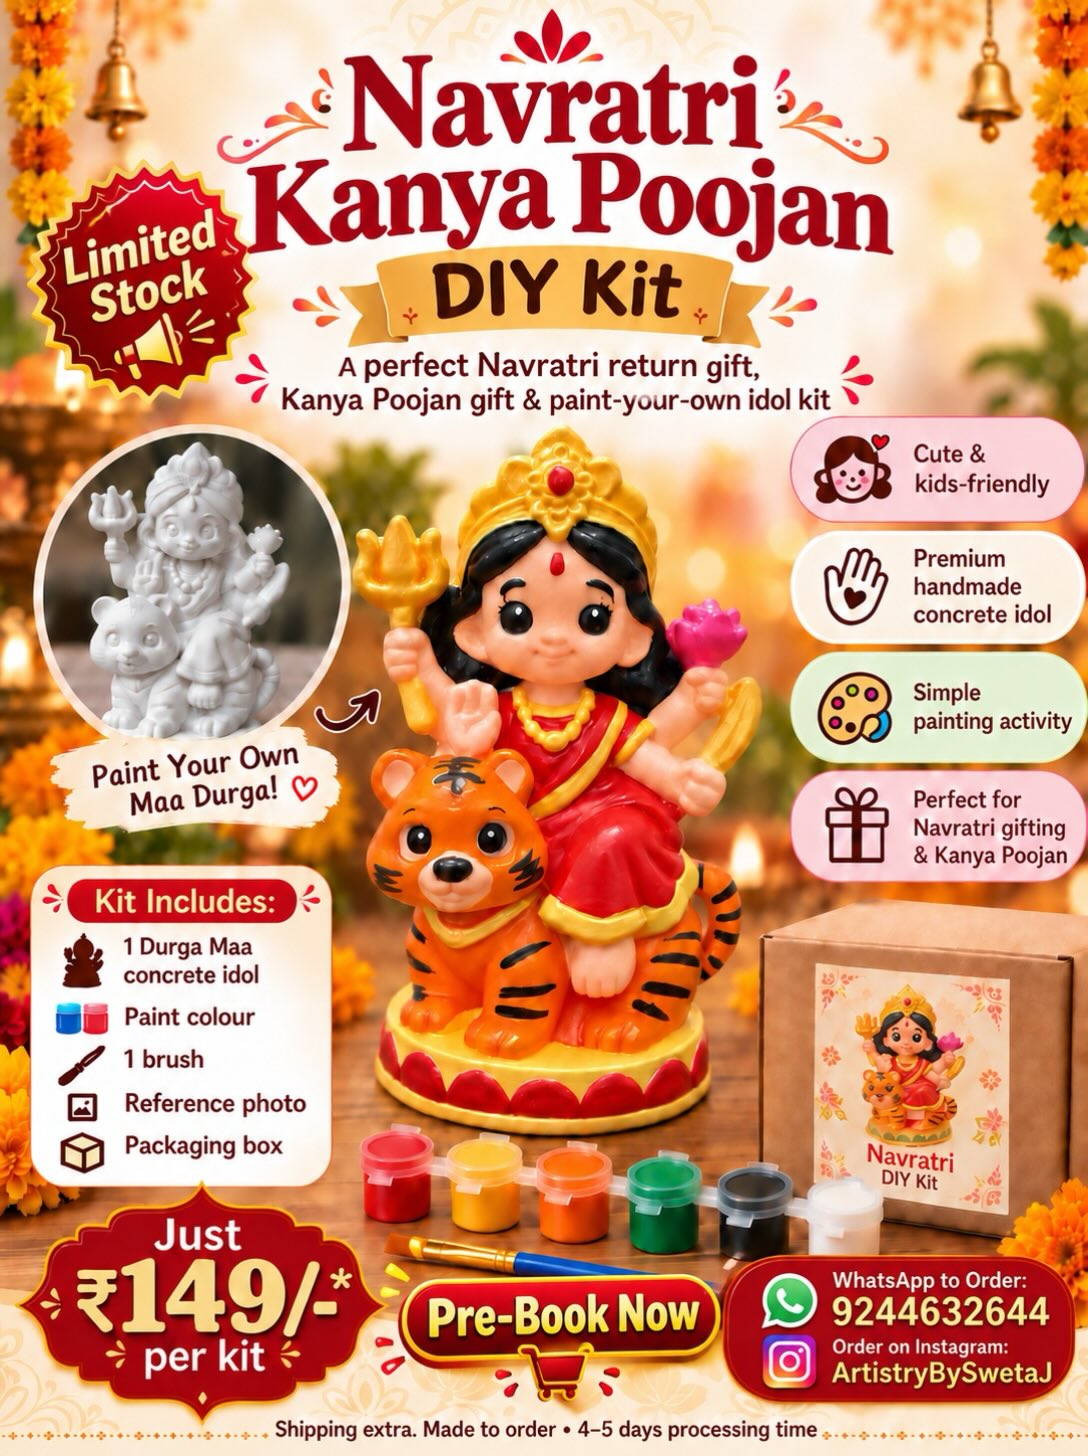 Navratri
Kanya Poojan
DIY Kit
Limited
Stock
A perfect Navratri return gift,
Kanya Poojan gift & paint-your-own idol kit
Cute &
kids-friendly
Premium
handmade
concrete idol
Simple
painting activity
Perfect for
Navratri gifting
& Kanya Poojan
Paint Your Own
Maa Durga!
Kit Includes:
1 Durga Maa
concrete idol
Paint colour
1 brush
Reference photo
Packaging box
Navratri
DIY Kit
Just
₹149/-*
per kit
Pre-Book Now
WhatsApp to Order:
9244632644
Order on Instagram:
ArtistryBySwetaJ
Shipping extra. Made to order • 4–5 days processing time